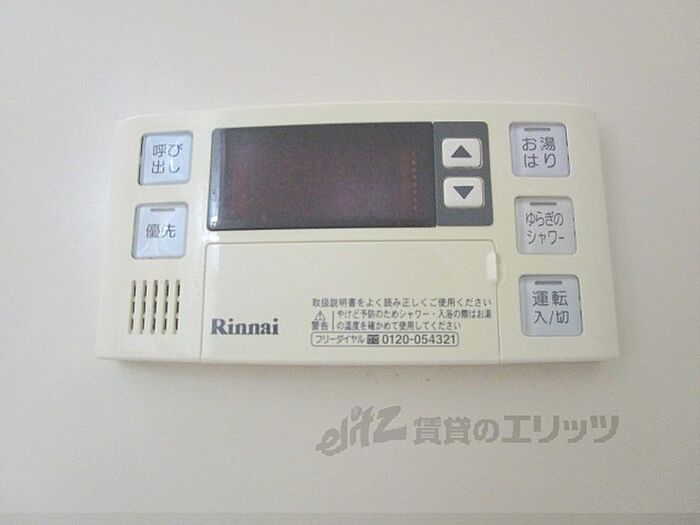 呼び
出し
優先
▲
▼
お湯
はり
ゆらぎの
シャワー
運転
入/切
取扱説明書をよく読み正しくご使用ください
警告
やけど予防のためシャワー・入浴の際はお湯
の温度を確かめて使用してください
フリーダイヤル 0120-054321
Rinnai
elitz 賃貸のエリッツ